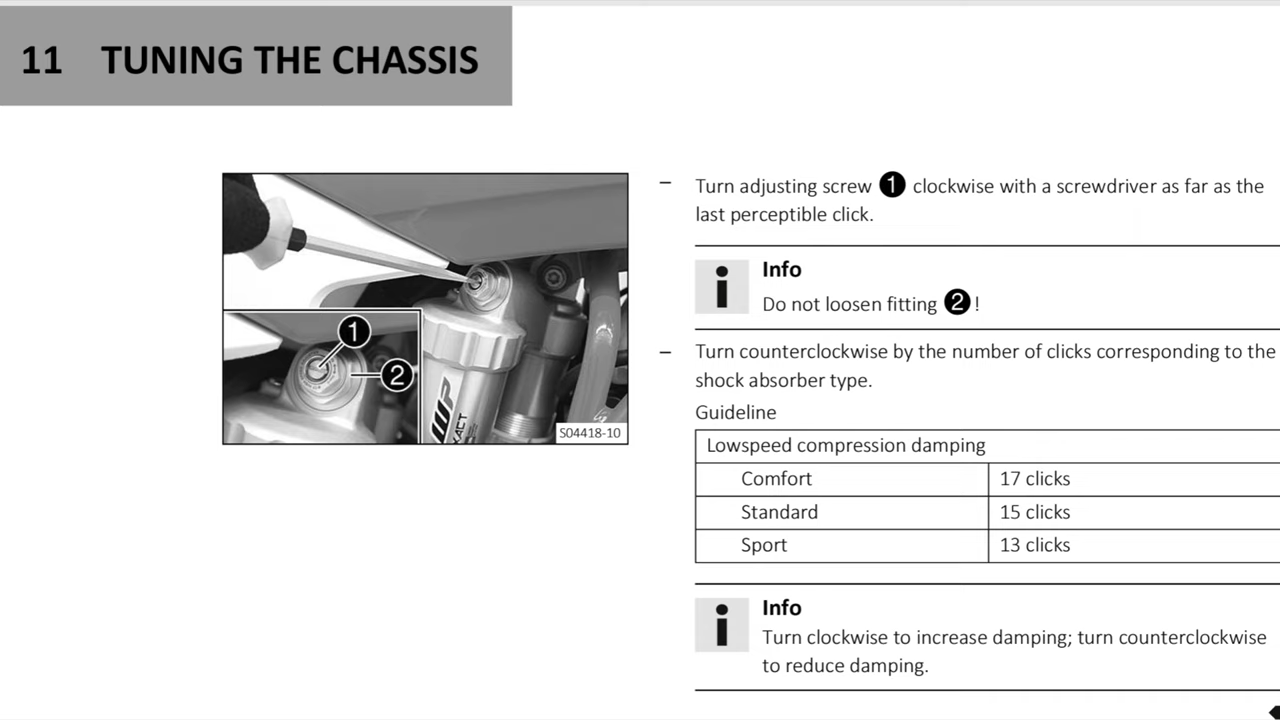 11 TUNING THE CHASSIS
– Turn adjusting screw 1 clockwise with a screwdriver as far as the
last perceptible click.
Info
Do not loosen fitting 2 !
– Turn counterclockwise by the number of clicks corresponding to the
shock absorber type.
Guideline
Lowspeed compression damping
Comfort 17 clicks
Standard 15 clicks
Sport 13 clicks
Info
Turn clockwise to increase damping; turn counterclockwise
to reduce damping.
1
2
WP
XACT
S04418-10